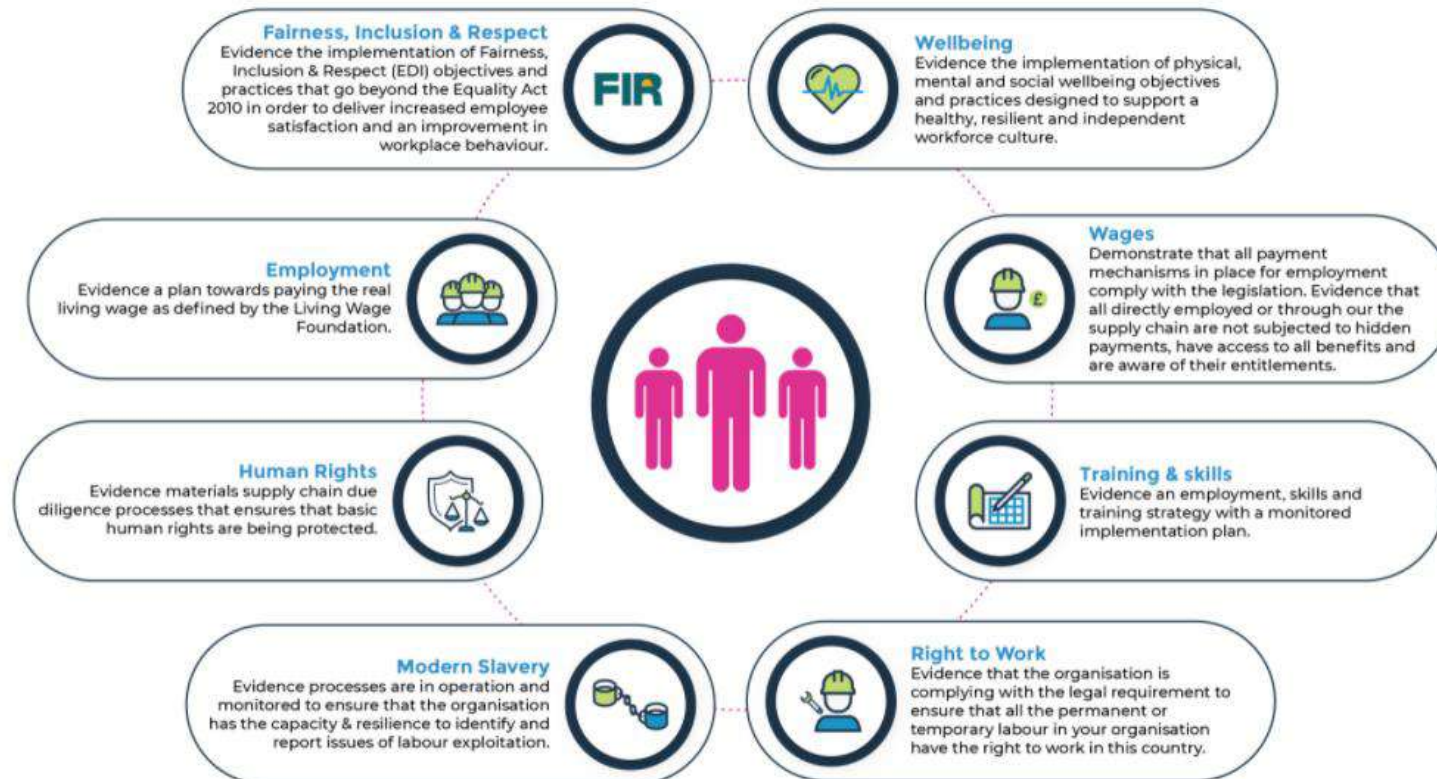 Fairness, Inclusion & Respect
Evidence the implementation of Fairness,
Inclusion & Respect (EDI) objectives and
practices that go beyond the Equality Act
2010 in order to deliver increased employee
satisfaction and an improvement in
workplace behaviour.
FIR
Wellbeing
Evidence the implementation of physical,
mental and social wellbeing objectives
and practices designed to support a
healthy, resilient and independent
workforce culture.
Employment
Evidence a plan towards paying the real
living wage as defined by the Living Wage
Foundation.
Wages
Demonstrate that all payment
mechanisms in place for employment
comply with the legislation. Evidence that
all directly employed or through our the
supply chain are not subjected to hidden
payments, have access to all benefits and
are aware of their entitlements.
£
Human Rights
Evidence materials supply chain due
diligence processes that ensures that basic
human rights are being protected.
Training & skills
Evidence an employment, skills and
training strategy with a monitored
implementation plan.
Modern Slavery
Evidence processes are in operation and
monitored to ensure that the organisation
has the capacity & resilience to identify and
report issues of labour exploitation.
Right to Work
Evidence that the organisation is
complying with the legal requirement to
ensure that all the permanent or
temporary labour in your organisation
have the right to work in this country.